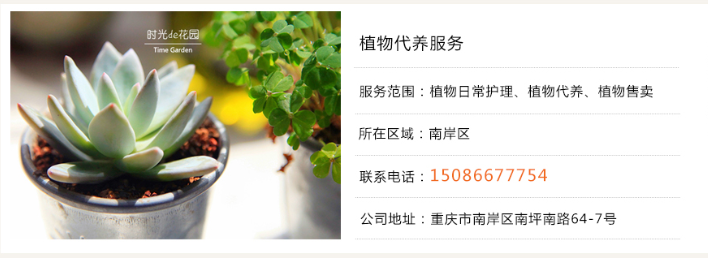 时光de花园
Time Garden
植物代养服务
服务范围：植物日常护理、植物代养、植物售卖
所在区域：南岸区
联系电话：15086677754
公司地址：重庆市南岸区南坪南路64-7号